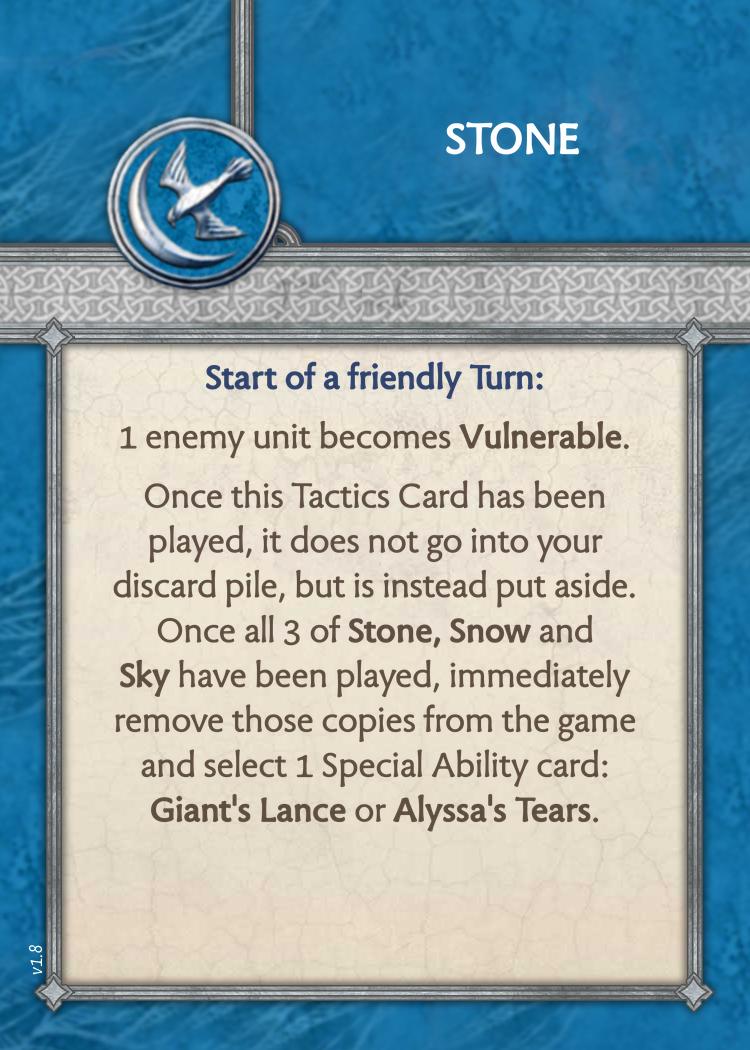 STONE
Start of a friendly Turn:
1 enemy unit becomes Vulnerable.
Once this Tactics Card has been
played, it does not go into your
discard pile, but is instead put aside.
Once all 3 of Stone, Snow and
Sky have been played, immediately
remove those copies from the game
and select 1 Special Ability card:
Giant's Lance or Alyssa's Tears.
v1.8